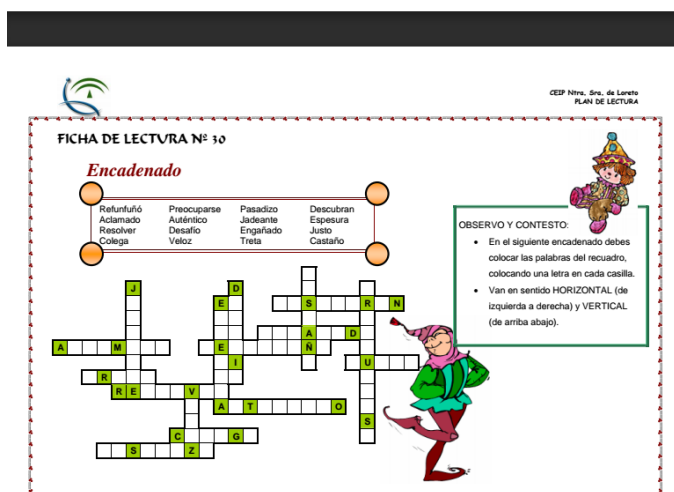 CEIP Ntra. Sra. de Loreto
PLAN DE LECTURA
FICHA DE LECTURA Nº 30
Encadenado
Refunfuñó Preocuparse Pasadizo Descubran
Aclamado Auténtico Jadeante Espesura
Resolver Desafío Engañado Justo
Colega Veloz Treta Castaño
OBSERVO Y CONTESTO:
• En el siguiente encadenado debes
colocar las palabras del recuadro,
colocando una letra en cada casilla.
• Van en sentido HORIZONTAL (de
izquierda a derecha) y VERTICAL
(de arriba abajo).
J D
E S R N
A D
A M E Ñ
I U
R
R E V
A T O
S
C G
S Z